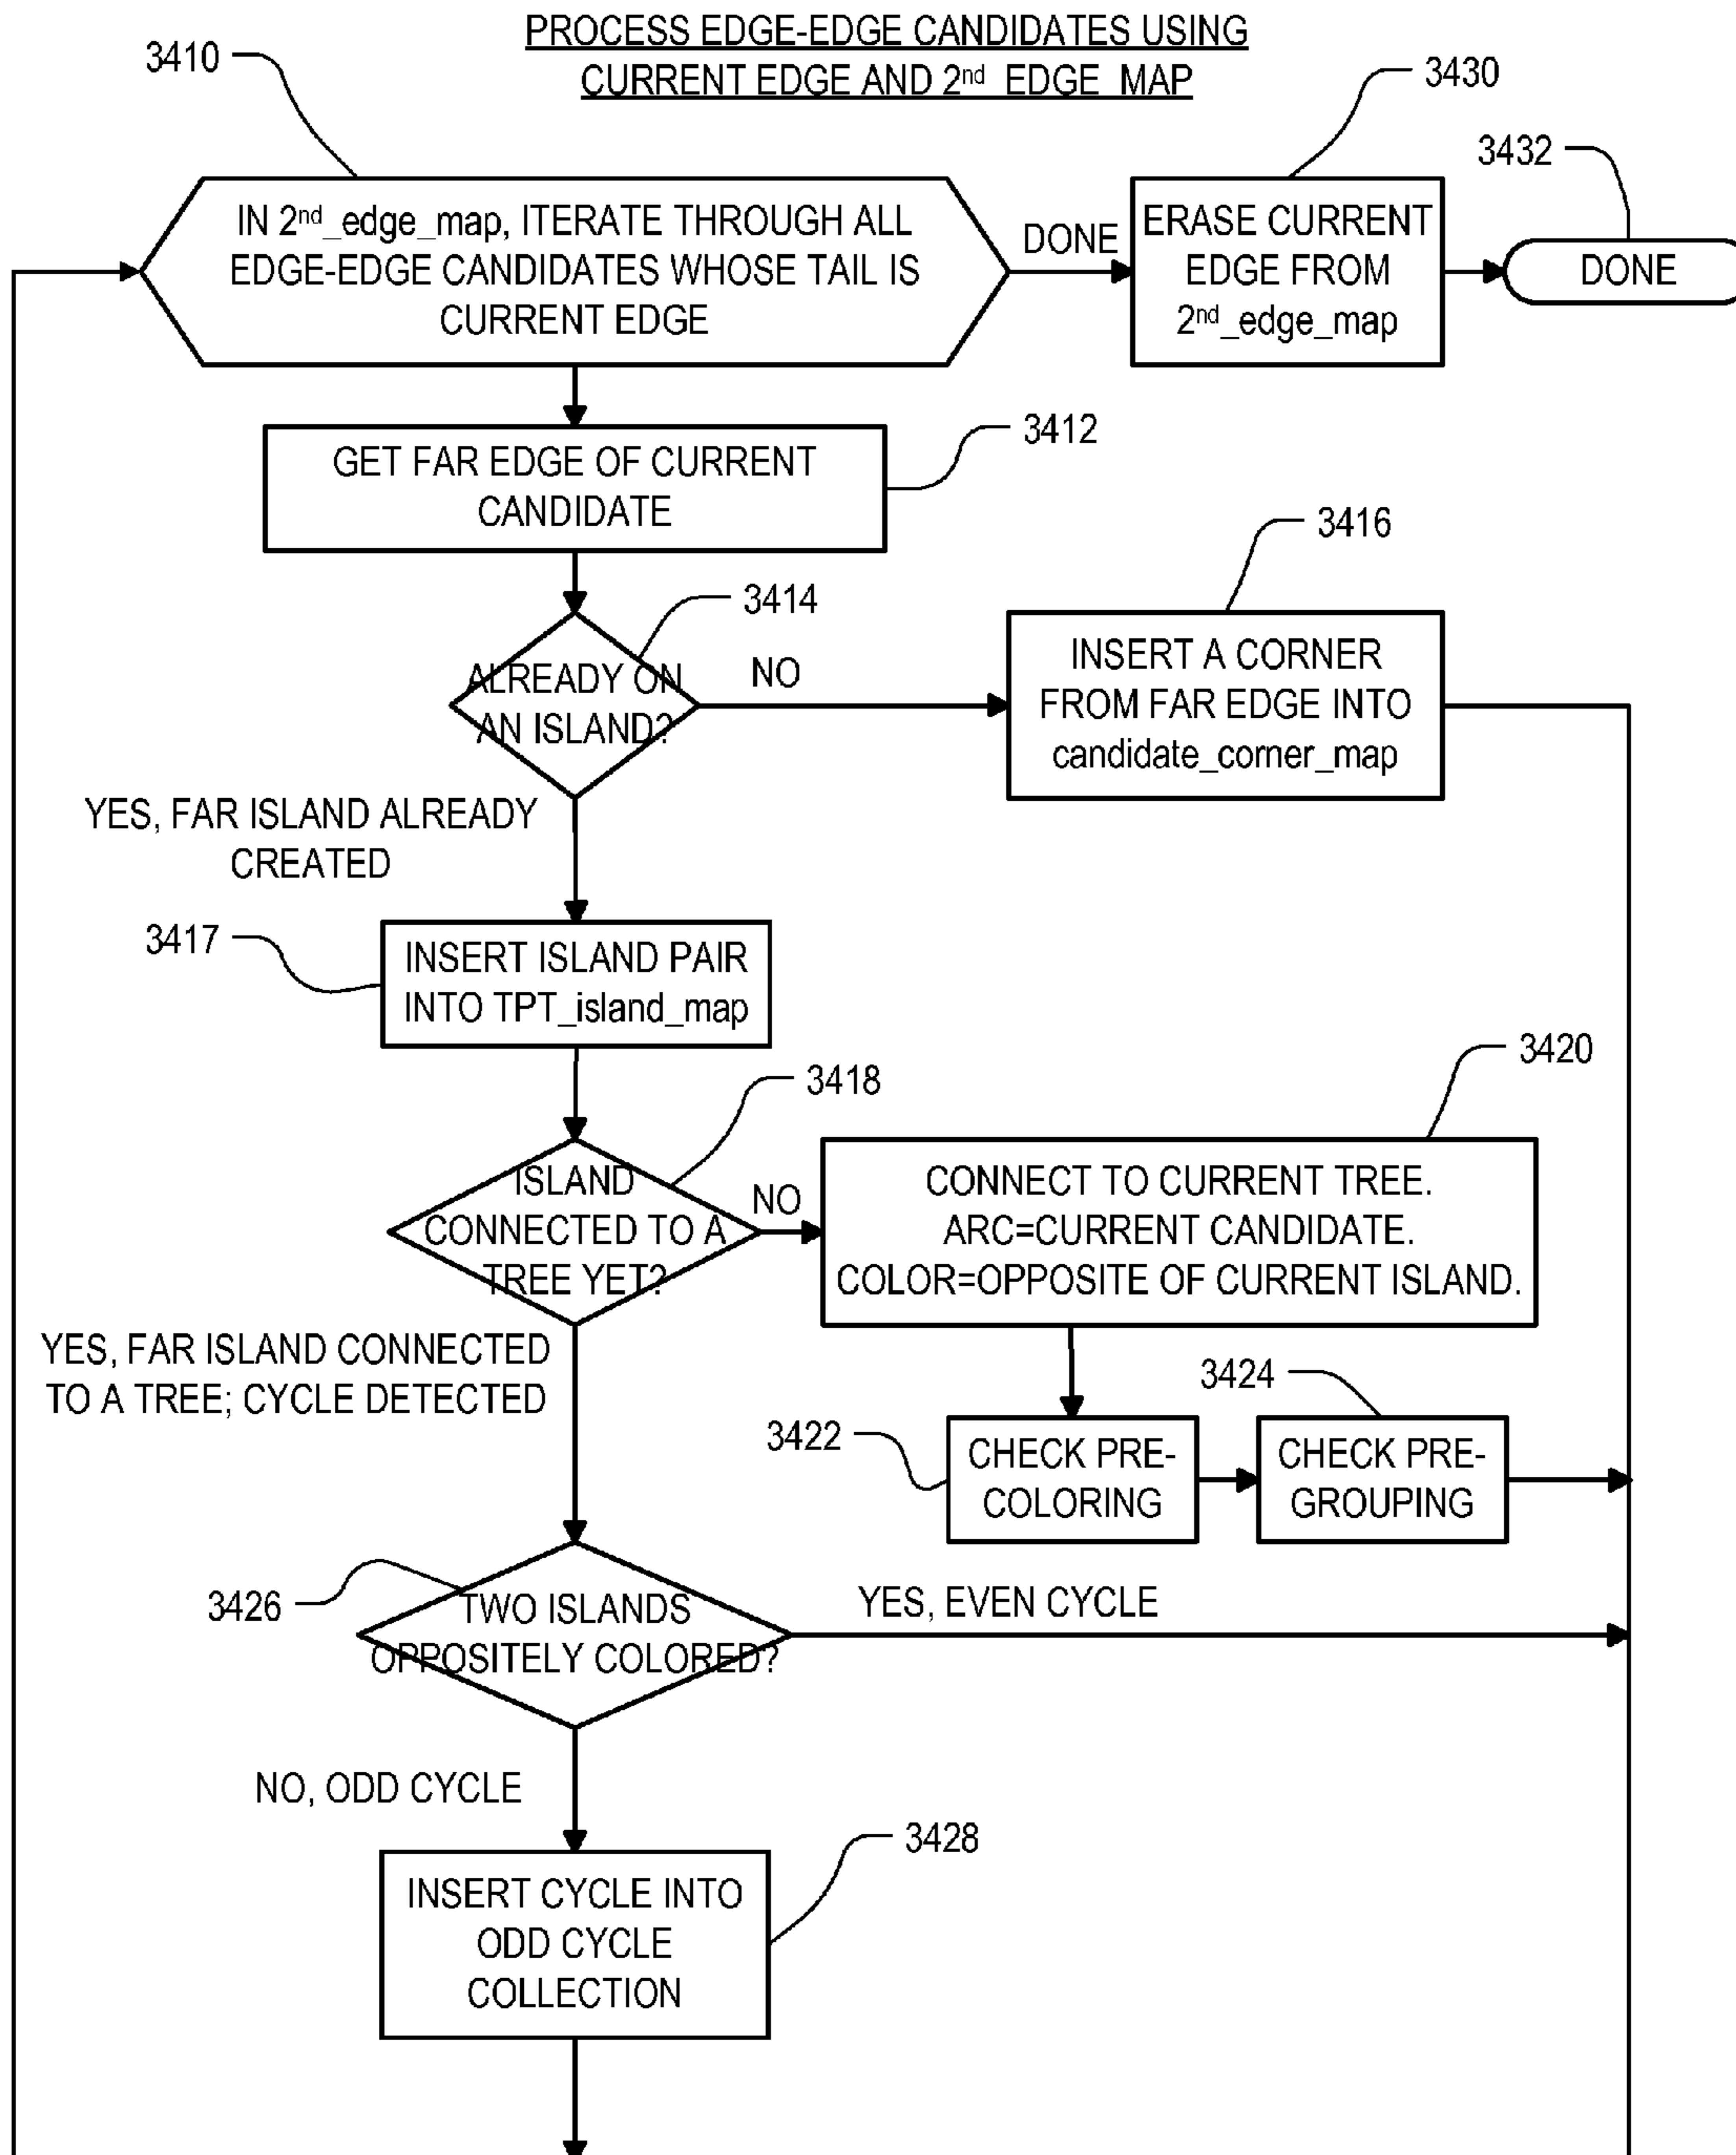 PROCESS EDGE-EDGE CANDIDATES USING
CURRENT EDGE AND 2nd_EDGE_MAP
3410
3430
3432
IN 2nd_edge_map, ITERATE THROUGH ALL
EDGE-EDGE CANDIDATES WHOSE TAIL IS
CURRENT EDGE
DONE
ERASE CURRENT
EDGE FROM
2nd_edge_map
DONE
3412
GET FAR EDGE OF CURRENT
CANDIDATE
3414
ALREADY ON
AN ISLAND?
NO
3416
INSERT A CORNER
FROM FAR EDGE INTO
candidate_corner_map
YES, FAR ISLAND ALREADY
CREATED
3417
INSERT ISLAND PAIR
INTO TPT_island_map
3418
ISLAND
CONNECTED TO A
TREE YET?
NO
3420
CONNECT TO CURRENT TREE.
ARC=CURRENT CANDIDATE.
COLOR=OPPOSITE OF CURRENT ISLAND.
YES, FAR ISLAND CONNECTED
TO A TREE; CYCLE DETECTED
3422
CHECK PRE-
COLORING
3424
CHECK PRE-
GROUPING
3426
TWO ISLANDS
OPPOSITELY COLORED?
YES, EVEN CYCLE
NO, ODD CYCLE
3428
INSERT CYCLE INTO
ODD CYCLE
COLLECTION